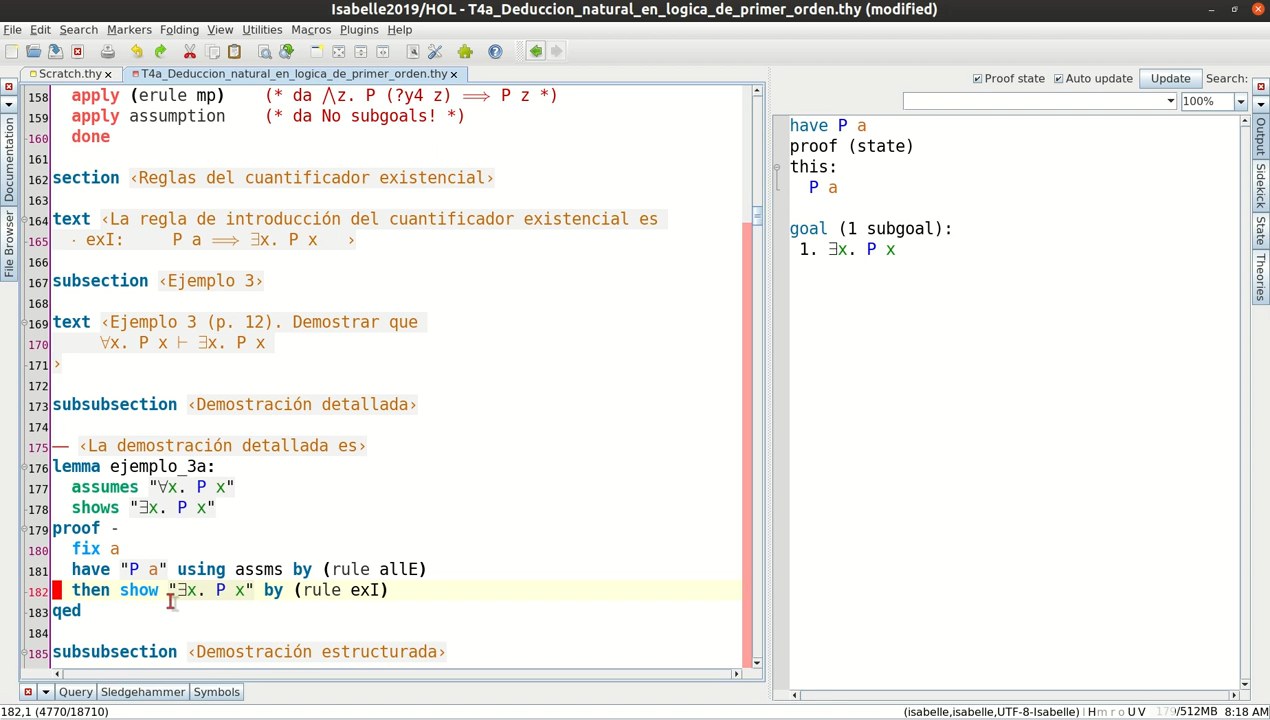 Isabelle2019/HOL - T4a_Deduccion_natural_en_logica_de_primer_orden.thy (modified)
File Edit Search Markers Folding View Utilities Macros Plugins Help
Scratch.thy T4a_Deduccion_natural_en_logica_de_primer_orden.thy
Proof state Auto update Update Search:
100%
158 apply (erule mp) (* da ⋀z. P (?y4 z) ⟹ P z *)
159 apply assumption (* da No subgoals! *)
160 done
161
162 section ‹Reglas del cuantificador existencial›
163
164 text ‹La regla de introducción del cuantificador existencial es
165 · exI: P a ⟹ ∃x. P x ›
166
167 subsection ‹Ejemplo 3›
168
169 text ‹Ejemplo 3 (p. 12). Demostrar que
170 ∀x. P x ⊢ ∃x. P x
171 ›
172
173 subsubsection ‹Demostración detallada›
174
175 — ‹La demostración detallada es›
176 lemma ejemplo_3a:
177 assumes "∀x. P x"
178 shows "∃x. P x"
179 proof -
180 fix a
181 have "P a" using assms by (rule allE)
182 then show "∃x. P x" by (rule exI)
183 qed
184
185 subsubsection ‹Demostración estructurada›
have P a
proof (state)
this:
P a
goal (1 subgoal):
1. ∃x. P x
Documentation
File Browser
Output
Sidekick
State
Theories
Query Sledgehammer Symbols
182,1 (4770/18710)
(isabelle,isabelle,UTF-8-Isabelle) | H m r o U V 179/512MB 8:18 AM